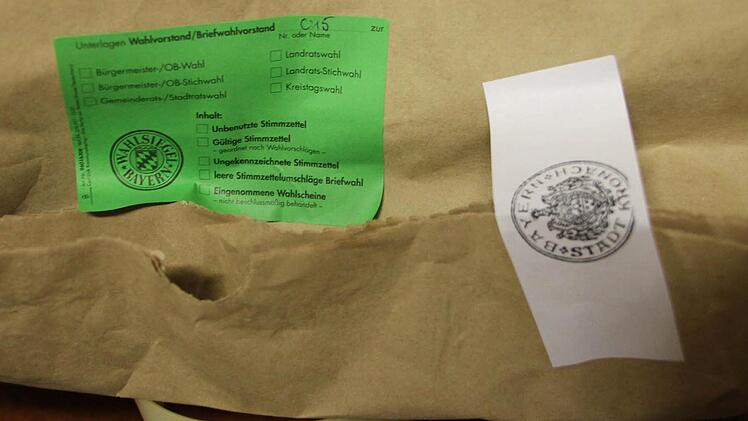 Unterlagen Wahlvorstand/Briefwahlvorstand
015
zur
Nr. oder Name
Bürgermeister-/OB-Wahl
Bürgermeister-/OB-Stichwahl
Gemeinderats-/Stadtratswahl
Landratswahl
Landrats-Stichwahl
Kreistagswahl
Inhalt:
Unbenutzte Stimmzettel
Gültige Stimmzettel
– geordnet nach Wahlvorschlägen –
Ungekennzeichnete Stimmzettel
leere Stimmzettelumschläge Briefwahl
Eingenommene Wahlscheine
– nicht beschlussmäßig behandelt –
WAHLSIEGEL
BAYERN
BAYERN
STADT
KRONACH